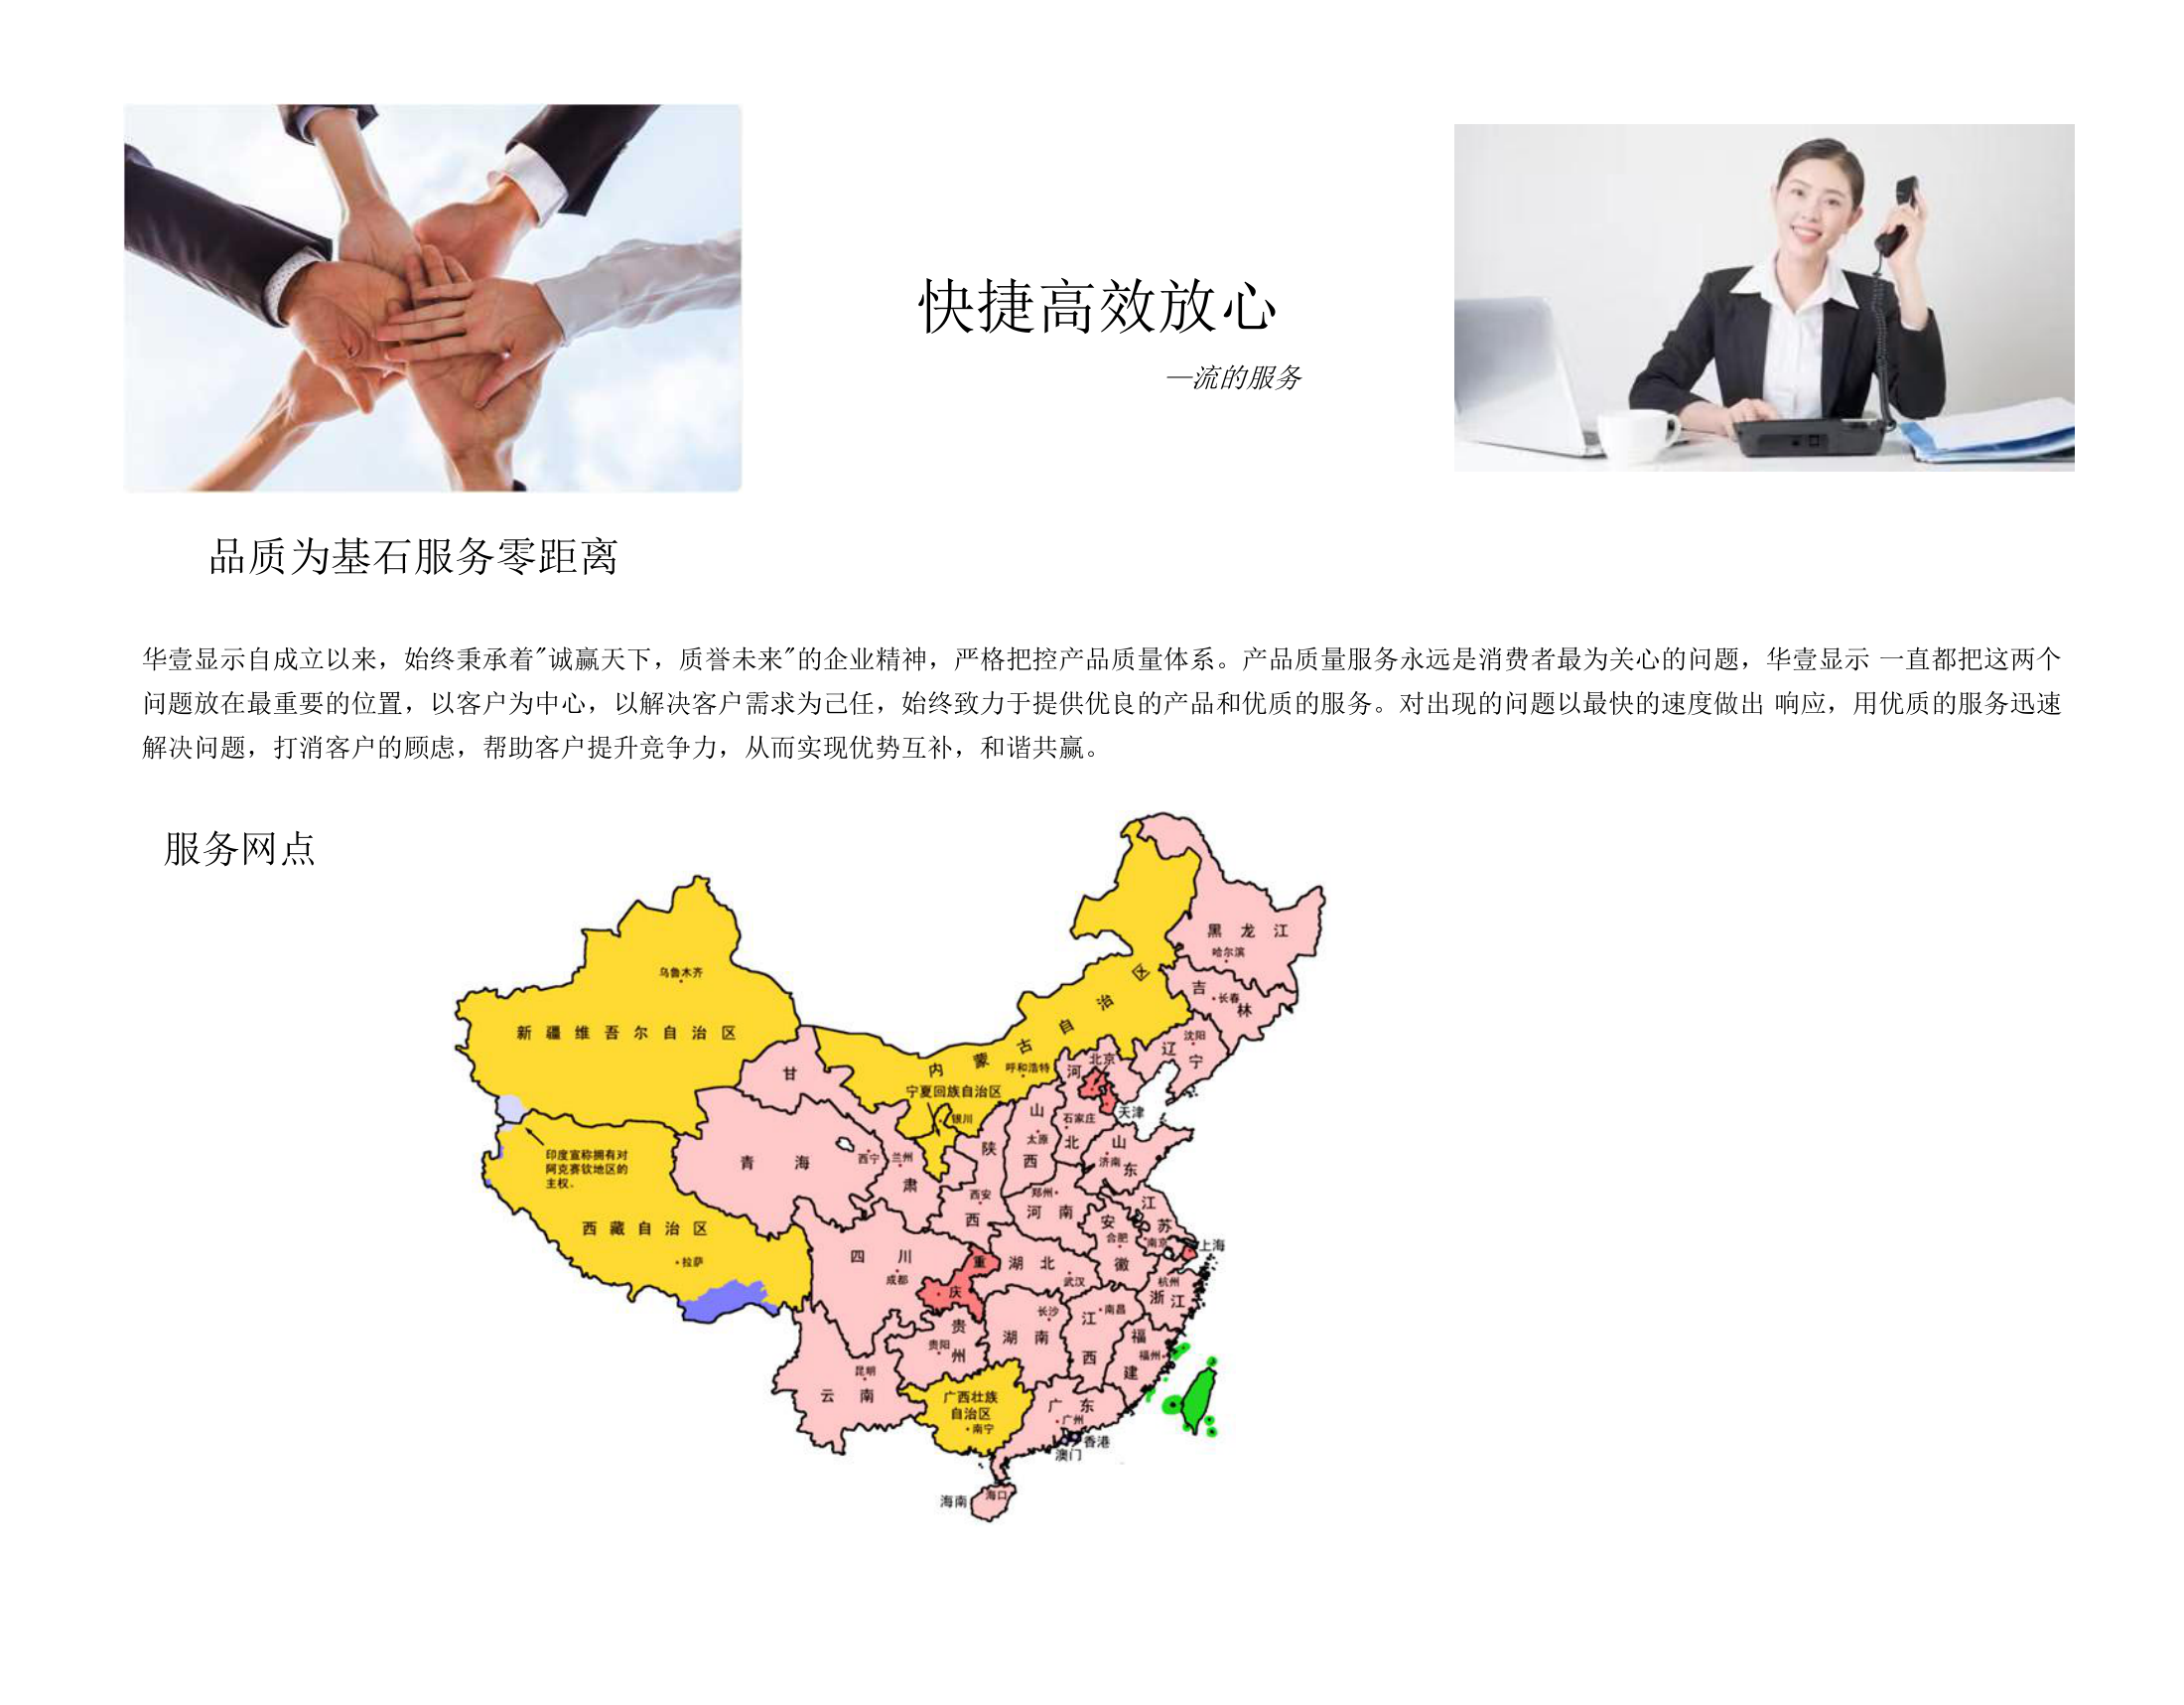 快捷高效放心
一流的服务
品质为基石服务零距离
华壹显示自成立以来，始终秉承着"诚赢天下，质誉未来"的企业精神，严格把控产品质量体系。产品质量服务永远是消费者最为关心的问题，华壹显示 一直都把这两个
问题放在最重要的位置，以客户为中心，以解决客户需求为己任，始终致力于提供优良的产品和优质的服务。对出现的问题以最快的速度做出 响应，用优质的服务迅速
解决问题，打消客户的顾虑，帮助客户提升竞争力，从而实现优势互补，和谐共赢。
服务网点
黑龙江
哈尔滨
吉林
长春
辽宁
沈阳
内蒙古自治区
呼和浩特
新疆维吾尔自治区
乌鲁木齐
甘肃
兰州
宁夏回族自治区
银川
北京
天津
河北
石家庄
山西
太原
山东
济南
陕西
西安
河南
郑州
青海
西宁
印度宣称拥有对
阿克赛钦地区的
主权.
西藏自治区
拉萨
四川
成都
重庆
湖北
武汉
安徽
合肥
江苏
南京
上海
浙江
杭州
湖南
长沙
江西
南昌
福建
福州
贵州
贵阳
云南
昆明
广西壮族
自治区
南宁
广东
广州
香港
澳门
海南
海口